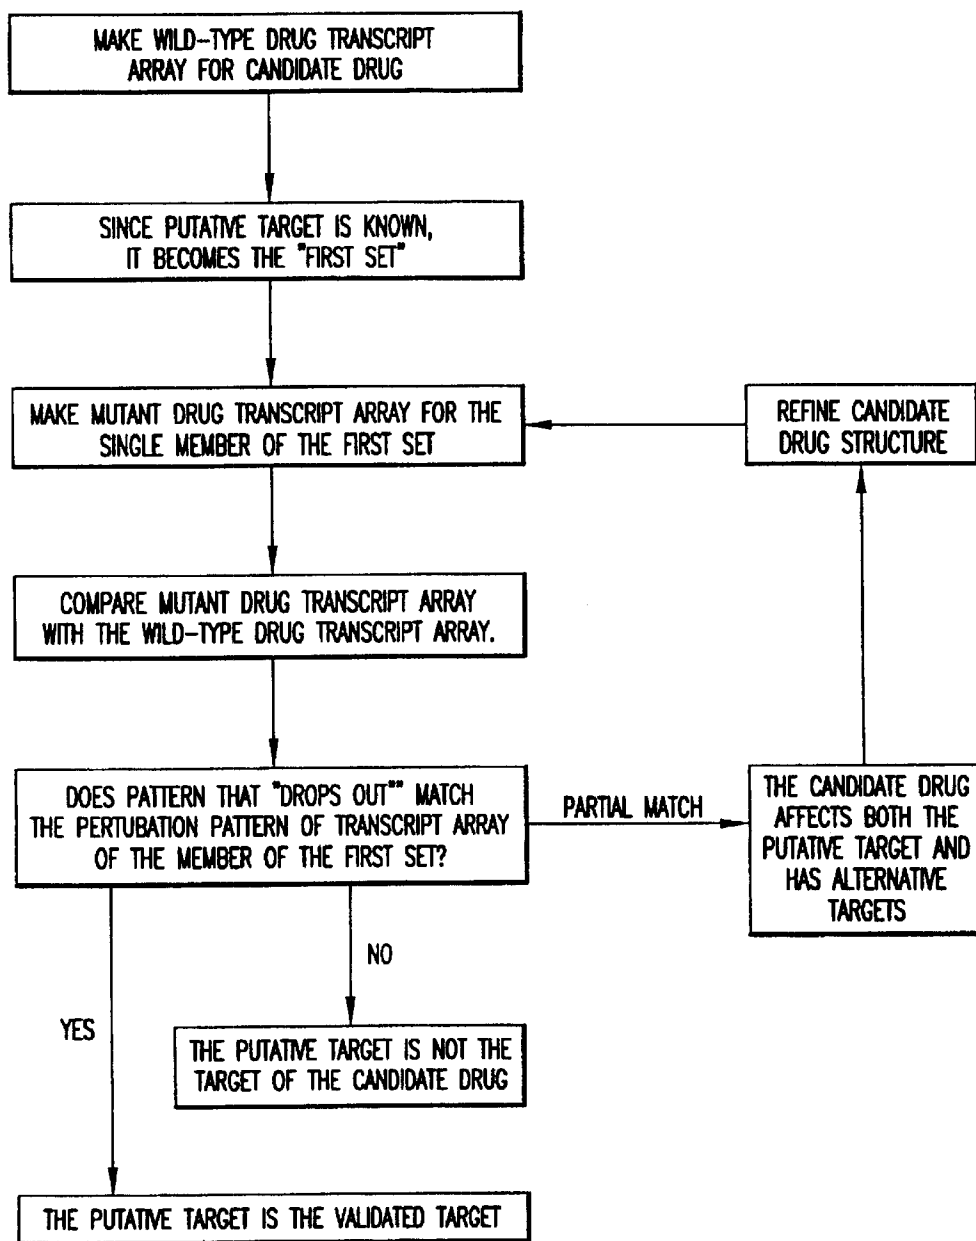 MAKE WILD-TYPE DRUG TRANSCRIPT
ARRAY FOR CANDIDATE DRUG
SINCE PUTATIVE TARGET IS KNOWN,
IT BECOMES THE "FIRST SET"
MAKE MUTANT DRUG TRANSCRIPT ARRAY FOR THE
SINGLE MEMBER OF THE FIRST SET
REFINE CANDIDATE
DRUG STRUCTURE
COMPARE MUTANT DRUG TRANSCRIPT ARRAY
WITH THE WILD-TYPE DRUG TRANSCRIPT ARRAY.
DOES PATTERN THAT "DROPS OUT"" MATCH
THE PERTUBATION PATTERN OF TRANSCRIPT ARRAY
OF THE MEMBER OF THE FIRST SET?
PARTIAL MATCH
THE CANDIDATE DRUG
AFFECTS BOTH THE
PUTATIVE TARGET AND
HAS ALTERNATIVE
TARGETS
NO
YES
THE PUTATIVE TARGET IS NOT THE
TARGET OF THE CANDIDATE DRUG
THE PUTATIVE TARGET IS THE VALIDATED TARGET